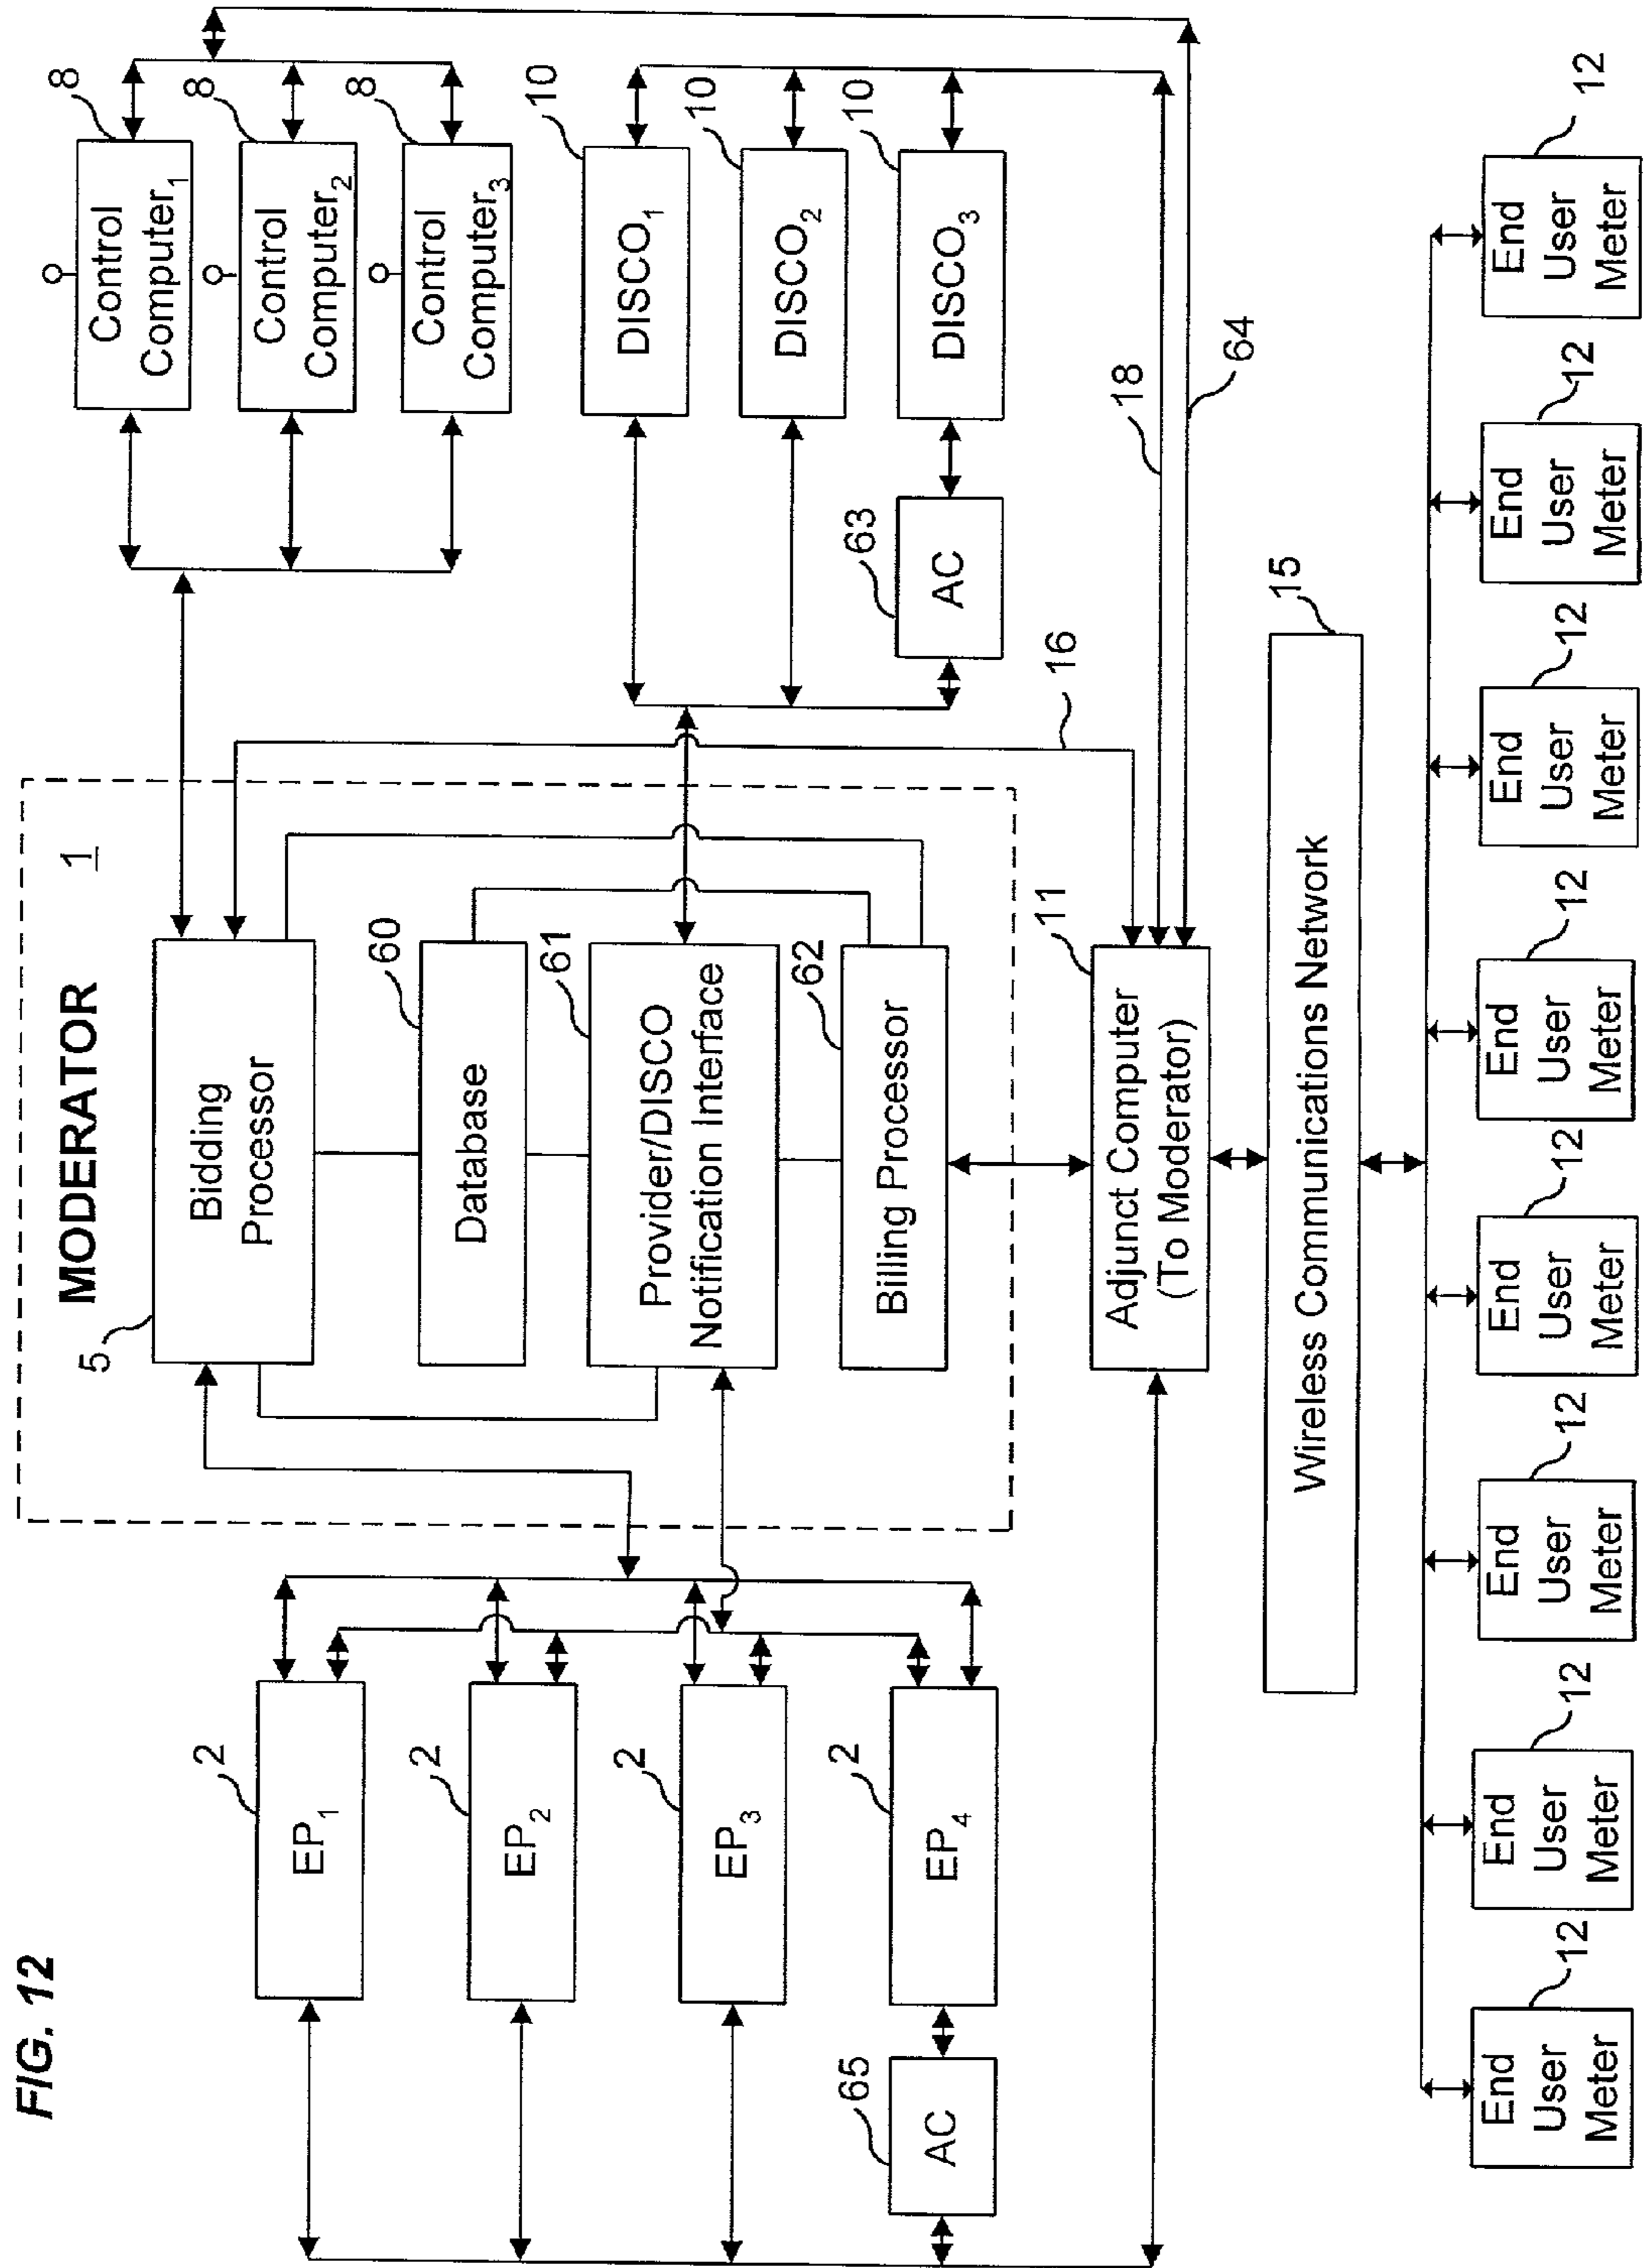 FIG. 12
MODERATOR 1
5
Bidding
Processor
60
Database
61
Provider/DISCO
Notification Interface
62
Billing Processor
2
EP1
2
EP2
2
EP3
2
EP4
65
AC
8
Control
Computer1
8
Control
Computer2
8
Control
Computer3
10
DISCO1
10
DISCO2
10
DISCO3
63
AC
16
18
64
11
Adjunct Computer
(To Moderator)
15
Wireless Communications Network
12
End
User
Meter
12
End
User
Meter
12
End
User
Meter
12
End
User
Meter
12
End
User
Meter
12
End
User
Meter
12
End
User
Meter
12
End
User
Meter